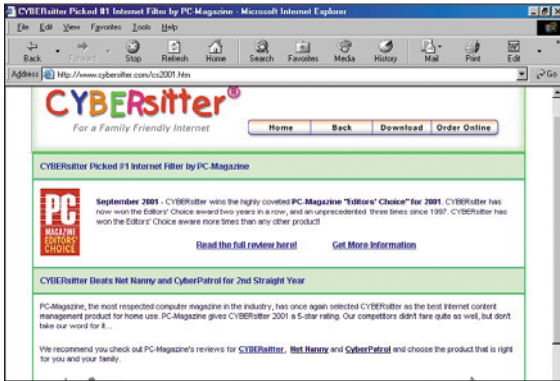 CYBERsitter Picked #1 Internet Filter by PC-Magazine - Microsoft Internet Explorer
File Edit View Favorites Tools Help
Back Forward Stop Refresh Home Search Favorites Media History Mail Print Edit
Address http://www.cybersitter.com/cs2001.htm Go
CYBERsitter®
For a Family Friendly Internet
Home Back Download Order Online
CYBERsitter Picked #1 Internet Filter by PC-Magazine
PC
MAGAZINE
EDITORS'
CHOICE
September 2001 - CYBERsitter wins the highly coveted PC-Magazine "Editors' Choice" for 2001. CYBERsitter has
now won the Editors' Choice award two years in a row, and an unprecedented three times since 1997. CYBERsitter has
won the Editors' Choice aware more times than any other product!
Read the full review here! Get More Information
CYBERsitter Beats Net Nanny and CyberPatrol for 2nd Straight Year
PC-Magazine, the most respected computer magazine in the industry, has once again selected CYBERsitter as the best Internet content
management product for home use. PC-Magazine gives CYBERsitter 2001 a 5-star rating. Our competitors didn't fare quite as well, but don't
take our word for it...
We recommend you check out PC-Magazine's reviews for CYBERsitter, Net Nanny and CyberPatrol and choose the product that is right
for you and your family.